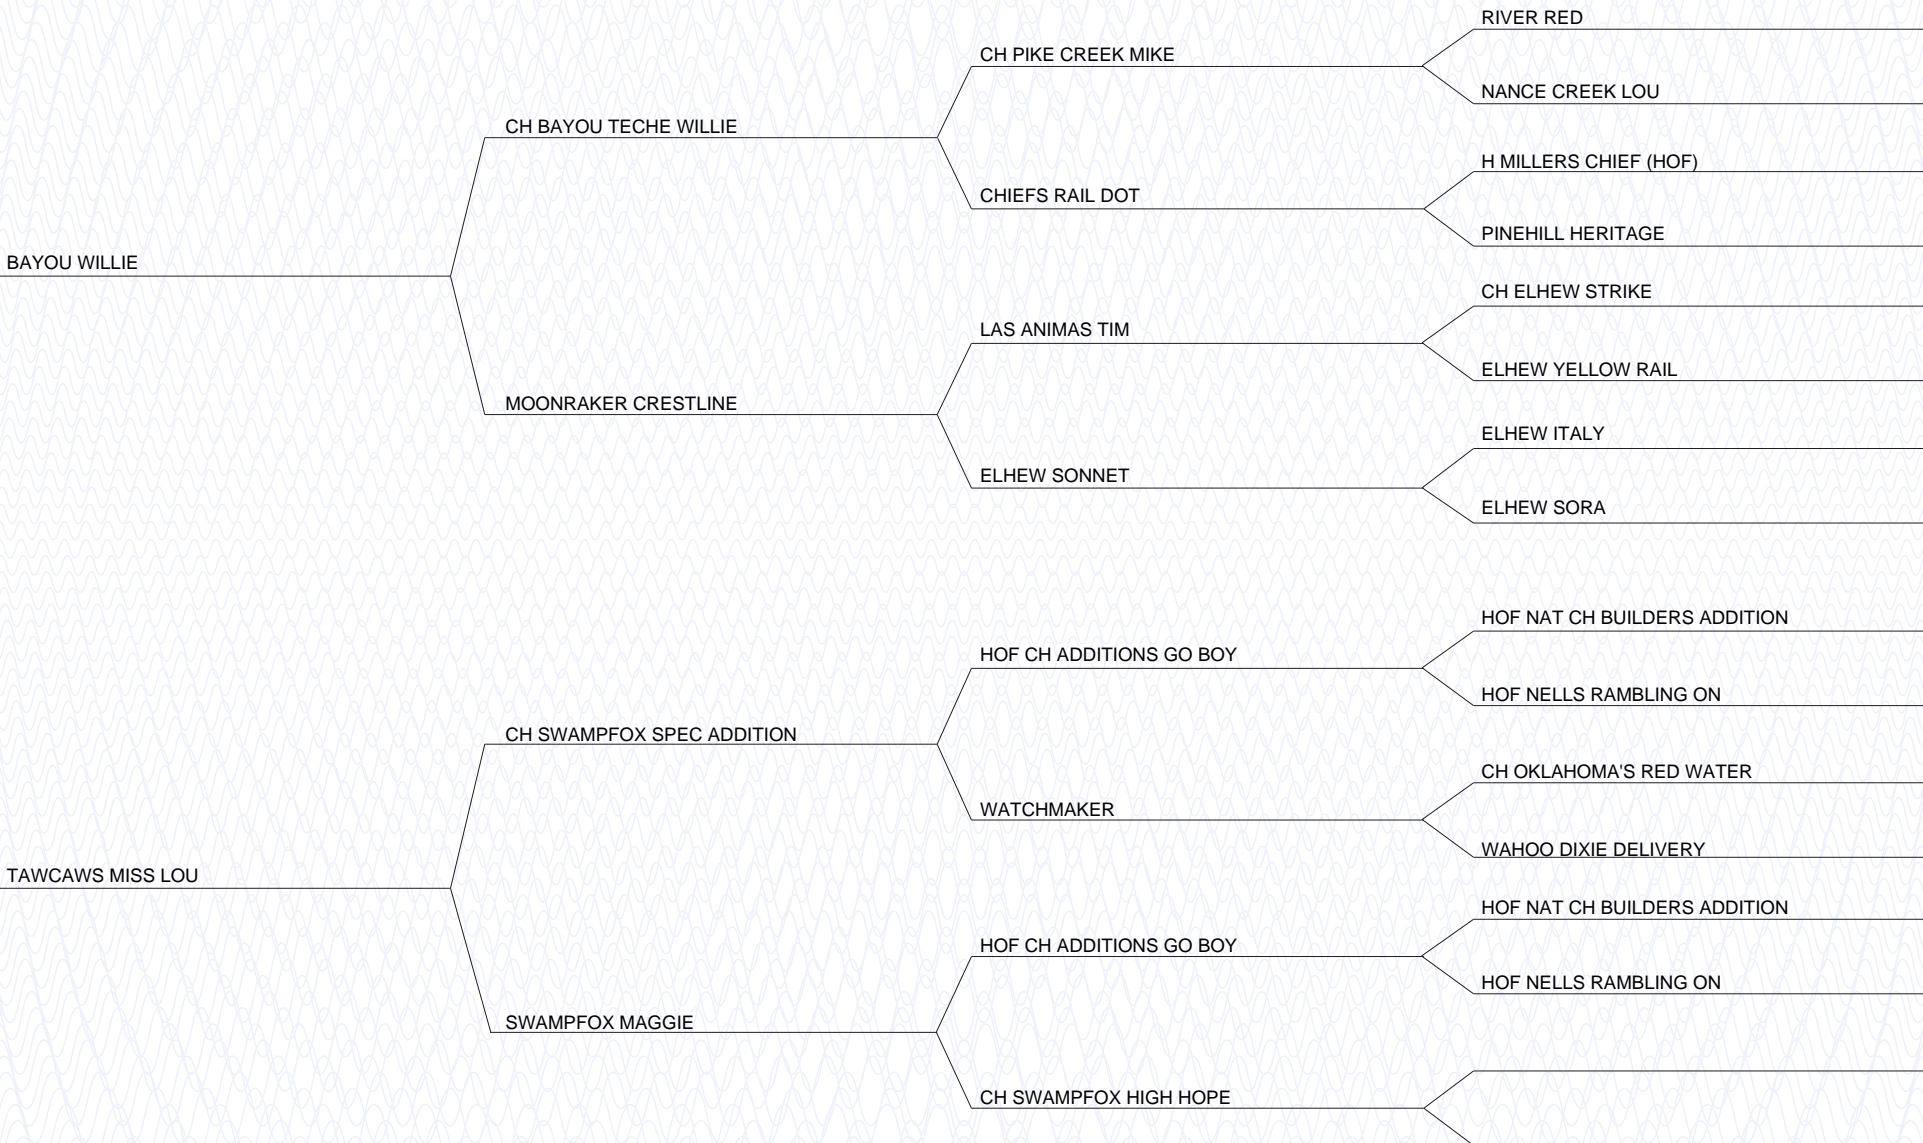 RIVER RED
CH PIKE CREEK MIKE
NANCE CREEK LOU
CH BAYOU TECHE WILLIE
H MILLERS CHIEF (HOF)
CHIEFS RAIL DOT
PINEHILL HERITAGE
BAYOU WILLIE
CH ELHEW STRIKE
LAS ANIMAS TIM
ELHEW YELLOW RAIL
MOONRAKER CRESTLINE
ELHEW ITALY
ELHEW SONNET
ELHEW SORA
HOF NAT CH BUILDERS ADDITION
HOF CH ADDITIONS GO BOY
HOF NELLS RAMBLING ON
CH SWAMPFOX SPEC ADDITION
CH OKLAHOMA'S RED WATER
WATCHMAKER
WAHOO DIXIE DELIVERY
TAWCAWS MISS LOU
HOF NAT CH BUILDERS ADDITION
HOF CH ADDITIONS GO BOY
HOF NELLS RAMBLING ON
SWAMPFOX MAGGIE
CH SWAMPFOX HIGH HOPE